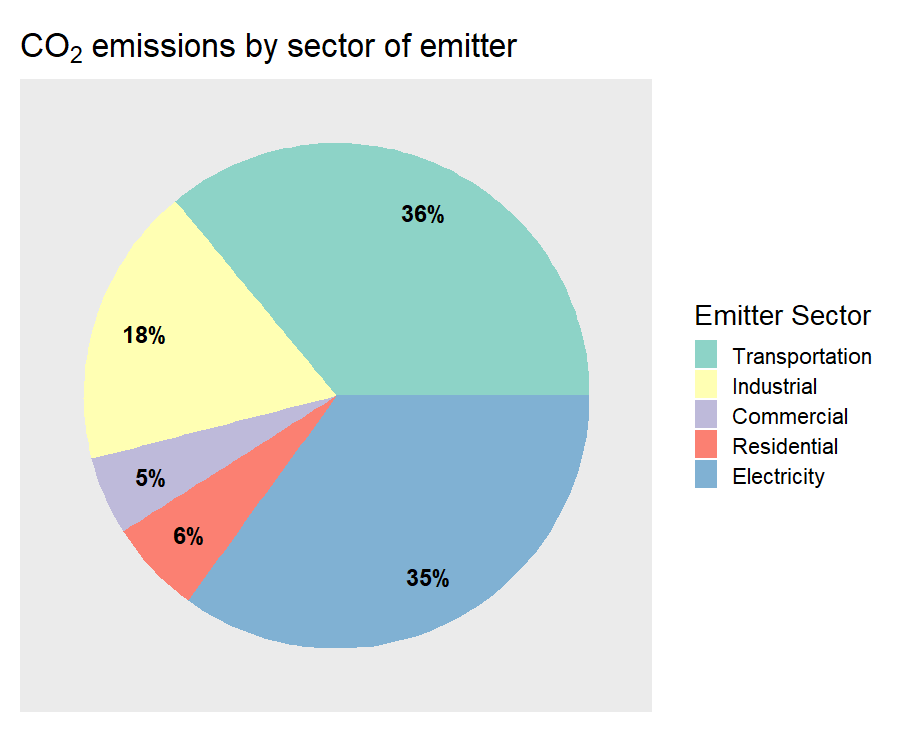 CO₂ emissions by sector of emitter
36%
18%
5%
6%
35%
Emitter Sector
Transportation
Industrial
Commercial
Residential
Electricity